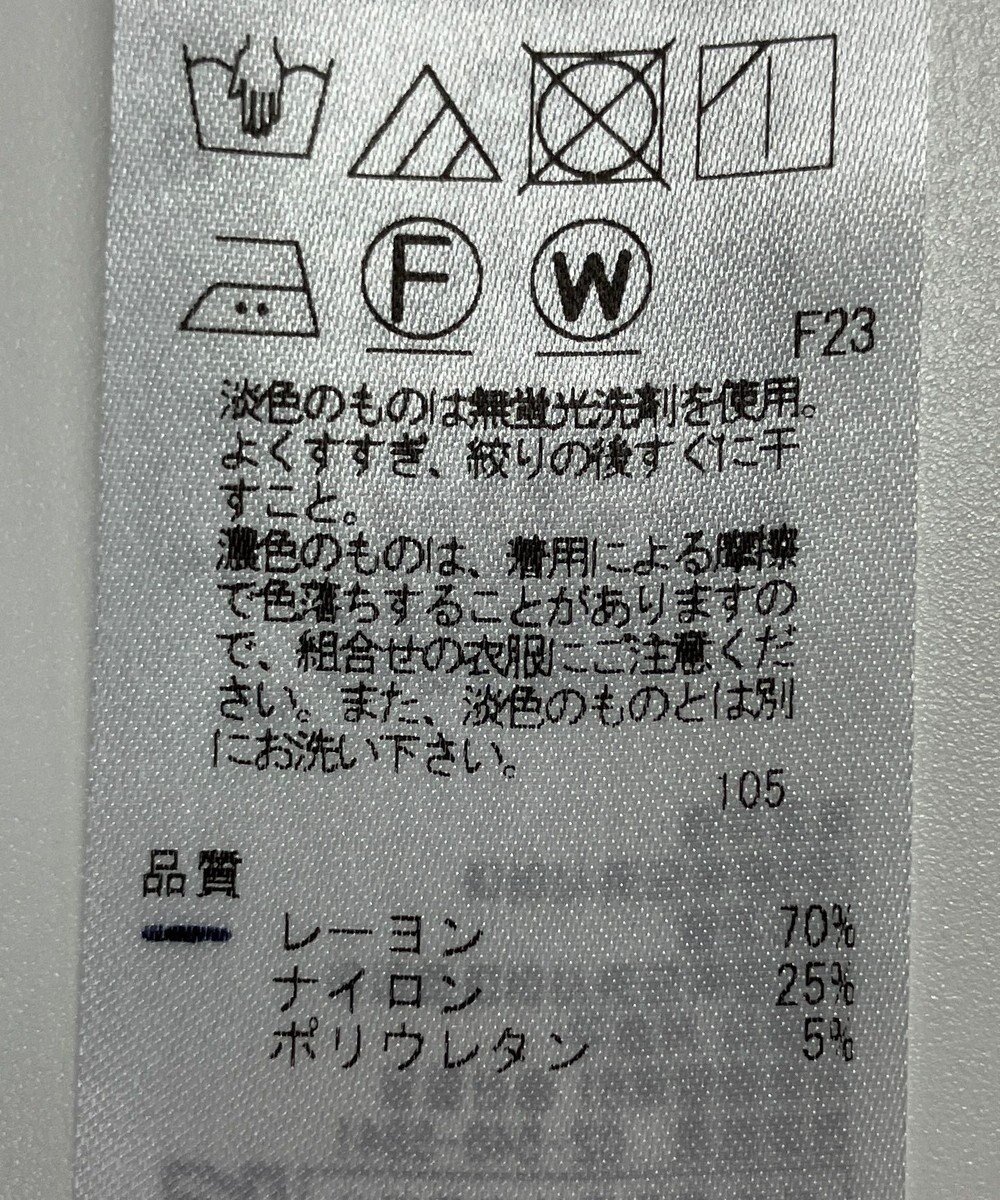 F
W
F23
淡色のものは無蛍光洗剤を使用。
よくすすぎ、絞りの後すぐに干
すこと。
濃色のものは、着用による摩擦
で色落ちすることがありますの
で、組合せの衣服にご注意くだ
さい。また、淡色のものとは別
にお洗い下さい。
105
品質
レーヨン 70%
ナイロン 25%
ポリウレタン 5%